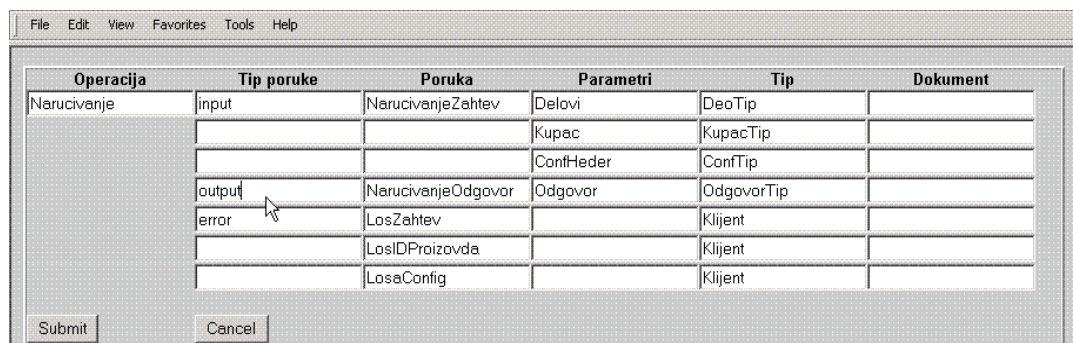 File Edit View Favorites Tools Help
Operacija Tip poruke Poruka Parametri Tip Dokument
Narucivanje input NarucivanjeZahtev Delovi DeoTip
Kupac KupacTip
ConfHeder ConfTip
output NarucivanjeOdgovor Odgovor OdgovorTip
error LosZahtev Klijent
LosIDProizovda Klijent
LosaConfig Klijent
Submit Cancel